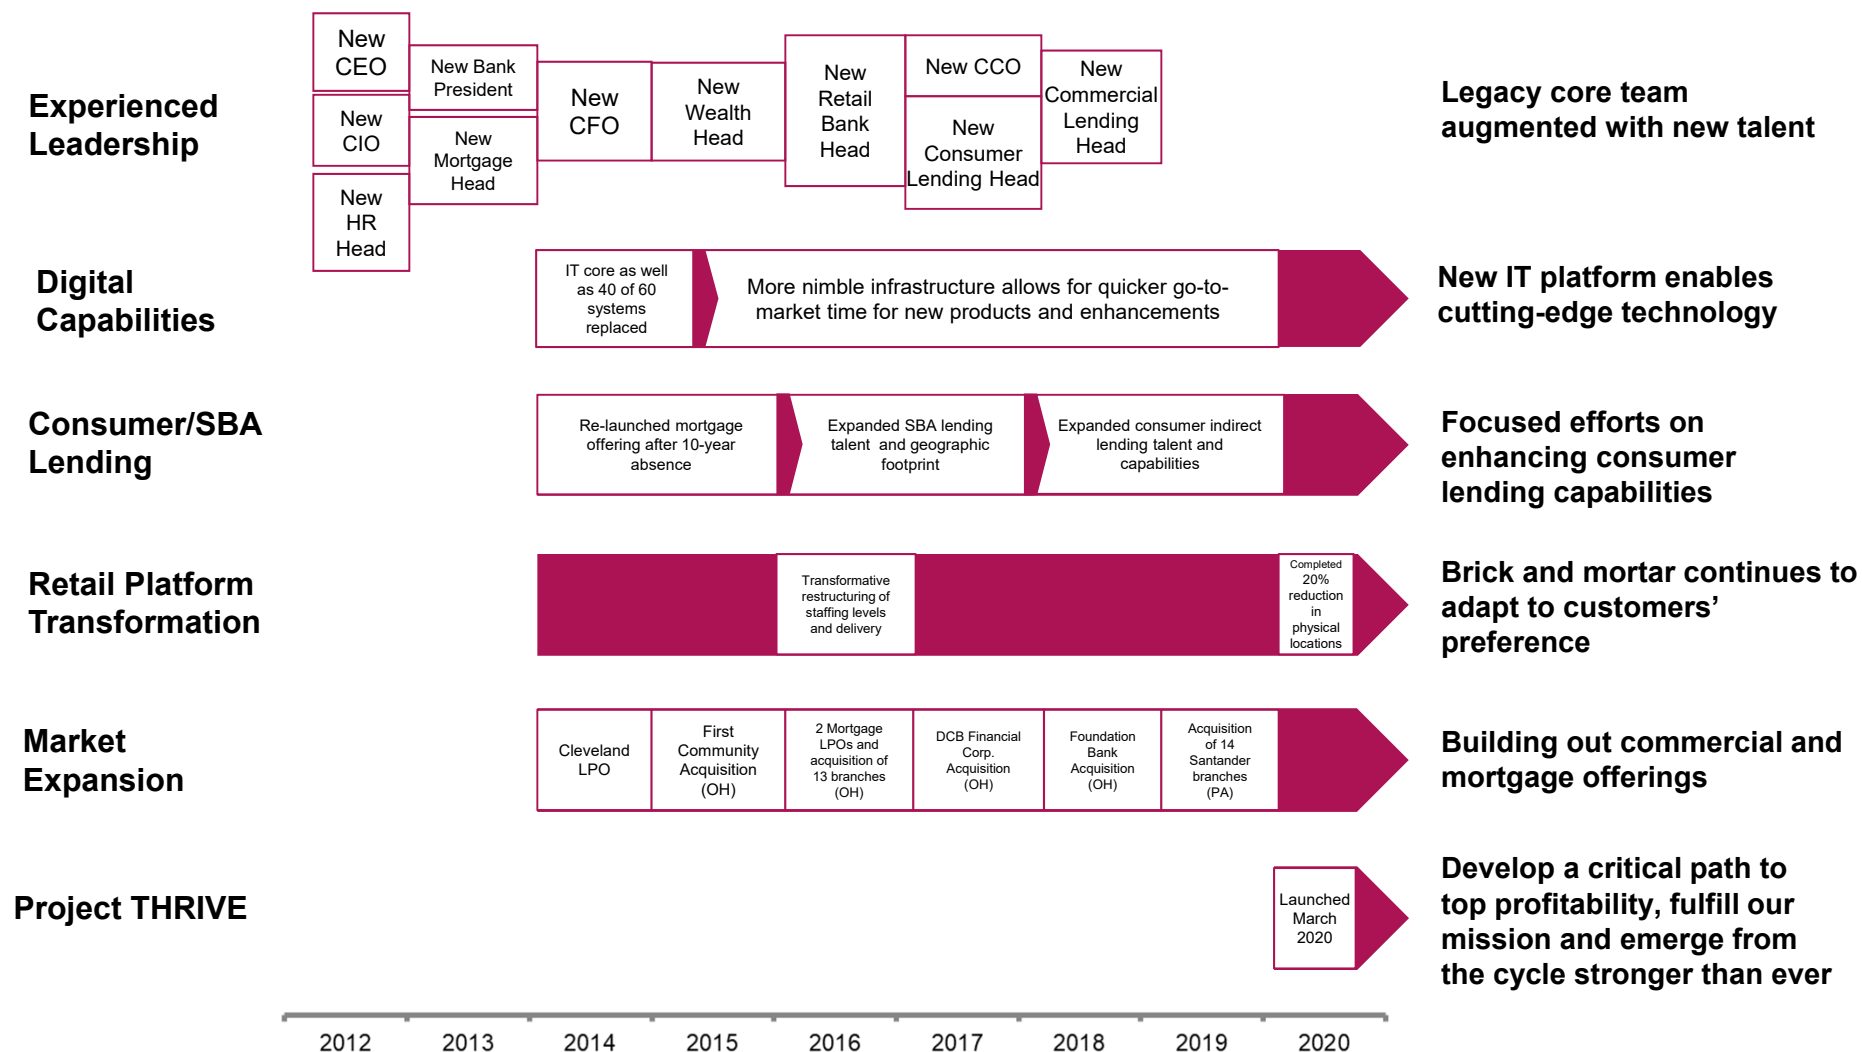 Experienced
Leadership
New
CEO
New
CIO
New
HR
Head
New Bank
President
New
Mortgage
Head
New
CFO
New
Wealth
Head
New
Retail
Bank
Head
New CCO
New
Consumer
Lending Head
New
Commercial
Lending
Head
Legacy core team
augmented with new talent
Digital
Capabilities
IT core as well
as 40 of 60
systems
replaced
More nimble infrastructure allows for quicker go-to-
market time for new products and enhancements
New IT platform enables
cutting-edge technology
Consumer/SBA
Lending
Re-launched mortgage
offering after 10-year
absence
Expanded SBA lending
talent and geographic
footprint
Expanded consumer indirect
lending talent and
capabilities
Focused efforts on
enhancing consumer
lending capabilities
Retail Platform
Transformation
Transformative
restructuring of
staffing levels
and delivery
Completed
20%
reduction
in
physical
locations
Brick and mortar continues to
adapt to customers’
preference
Market
Expansion
Cleveland
LPO
First
Community
Acquisition
(OH)
2 Mortgage
LPOs and
acquisition of
13 branches
(OH)
DCB Financial
Corp.
Acquisition
(OH)
Foundation
Bank
Acquisition
(OH)
Acquisition
of 14
Santander
branches
(PA)
Building out commercial and
mortgage offerings
Project THRIVE
Launched
March
2020
Develop a critical path to
top profitability, fulfill our
mission and emerge from
the cycle stronger than ever
2012 2013 2014 2015 2016 2017 2018 2019 2020